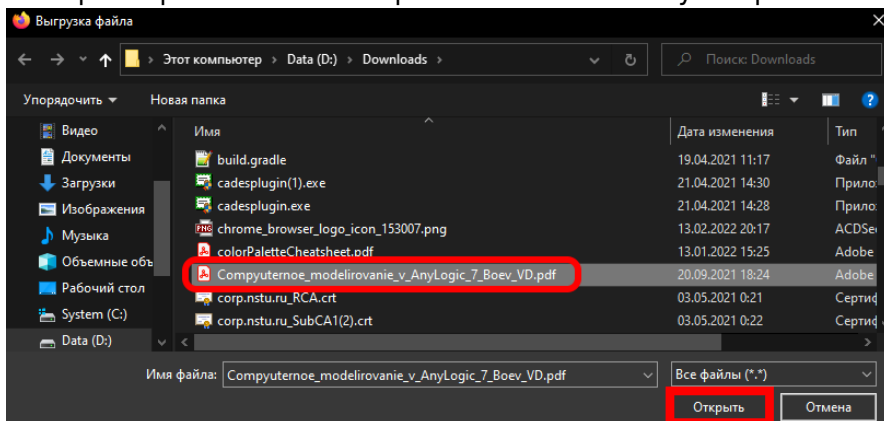 Выгрузка файла
Этот компьютер › Data (D:) › Downloads ›
Поиск: Downloads
Упорядочить
Новая папка
Видео
Документы
Загрузки
Изображения
Музыка
Объемные объ
Рабочий стол
System (C:)
Data (D:)
Имя Дата изменения Тип
build.gradle 19.04.2021 11:17 Файл "
cadesplugin(1).exe 21.04.2021 14:30 Прило
cadesplugin.exe 21.04.2021 14:28 Прило
chrome_browser_logo_icon_153007.png 13.02.2022 20:17 ACDSe
colorPaletteCheatsheet.pdf 13.01.2022 15:25 Adobe
Compyuternoe_modelirovanie_v_AnyLogic_7_Boev_VD.pdf 20.09.2021 18:24 Adobe
corp.nstu.ru_RCA.crt 03.05.2021 0:21 Сертиф
corp.nstu.ru_SubCA1(2).crt 03.05.2021 0:22 Сертиф
Имя файла: Compyuternoe_modelirovanie_v_AnyLogic_7_Boev_VD.pdf
Все файлы (*.*)
Открыть
Отмена